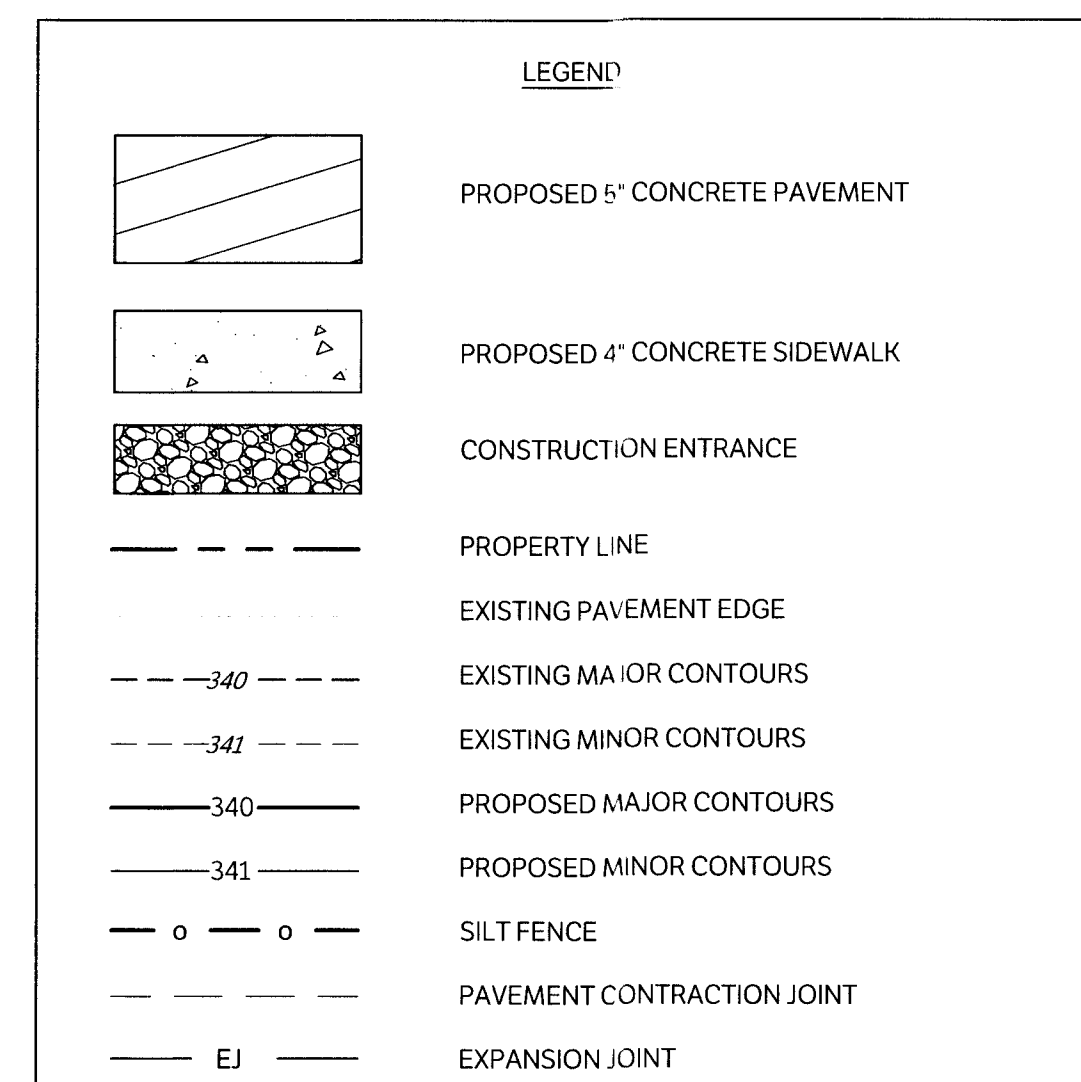 LEGEND
PROPOSED 5" CONCRETE PAVEMENT
PROPOSED 4" CONCRETE SIDEWALK
CONSTRUCTION ENTRANCE
PROPERTY LINE
EXISTING PAVEMENT EDGE
340 EXISTING MAJOR CONTOURS
341 EXISTING MINOR CONTOURS
340 PROPOSED MAJOR CONTOURS
341 PROPOSED MINOR CONTOURS
o o SILT FENCE
PAVEMENT CONTRACTION JOINT
EJ EXPANSION JOINT